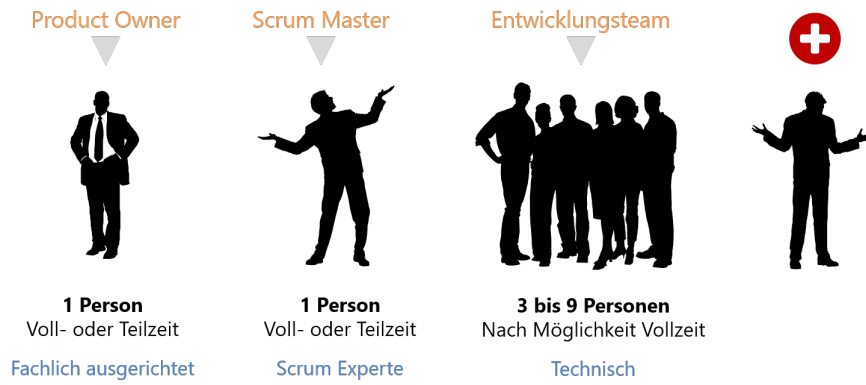 Product Owner
Scrum Master
Entwicklungsteam
1 Person
Voll- oder Teilzeit
Fachlich ausgerichtet
1 Person
Voll- oder Teilzeit
Scrum Experte
3 bis 9 Personen
Nach Möglichkeit Vollzeit
Technisch